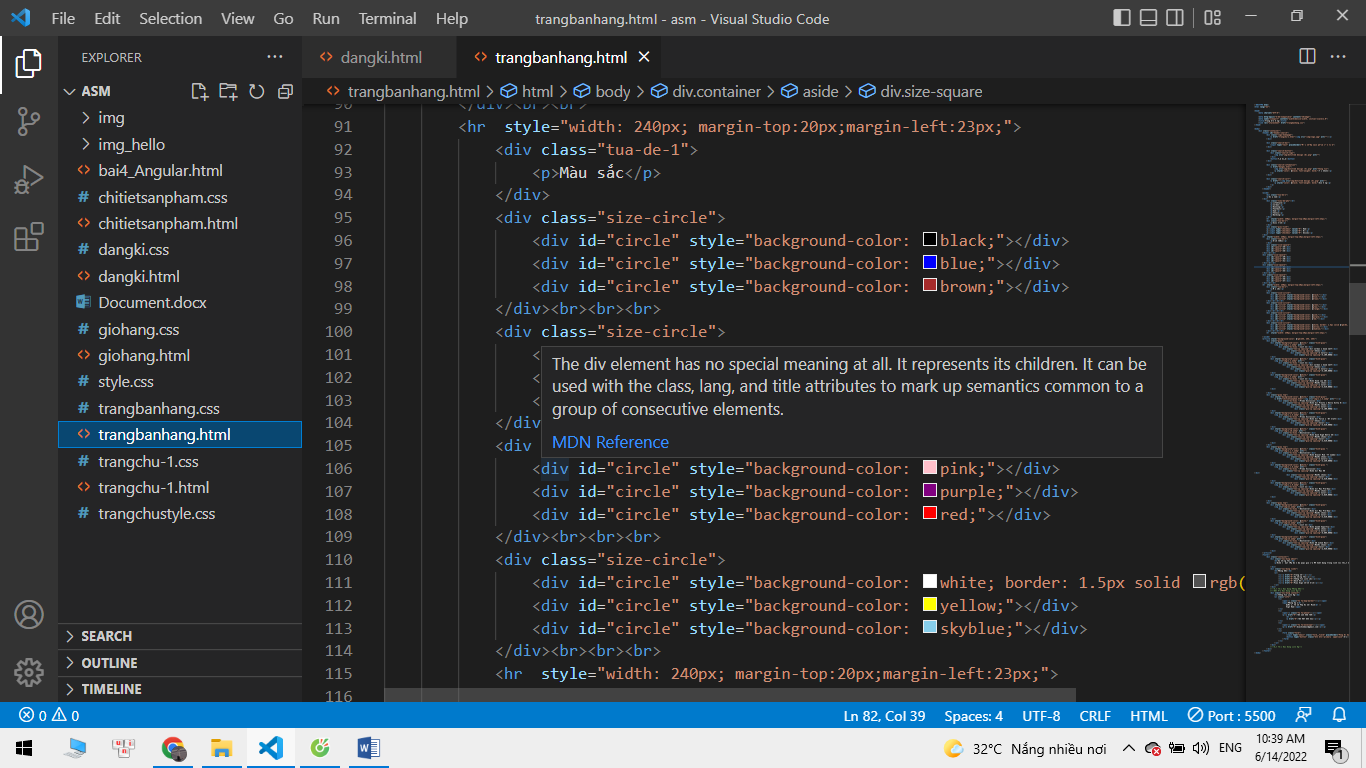 File Edit Selection View Go Run Terminal Help trangbanhang.html - asm - Visual Studio Code
EXPLORER ··· dangki.html trangbanhang.html
ASM
trangbanhang.html > html > body > div.container > aside > div.size-square
img
img_hello
bai4_Angular.html
chitietsanpham.css
chitietsanpham.html
dangki.css
dangki.html
Document.docx
giohang.css
giohang.html
style.css
trangbanhang.css
trangbanhang.html
trangchu-1.css
trangchu-1.html
trangchustyle.css
SEARCH
OUTLINE
TIMELINE
90 </div><br><br>
91 <hr  style="width: 240px; margin-top:20px;margin-left:23px;">
92 <div class="tua-de-1">
93 <p>Màu sắc</p>
94 </div>
95 <div class="size-circle">
96 <div id="circle" style="background-color: black;"></div>
97 <div id="circle" style="background-color: blue;"></div>
98 <div id="circle" style="background-color: brown;"></div>
99 </div><br><br><br>
100 <div class="size-circle">
101 <
102 <
103 <
104 </div
105 <div
The div element has no special meaning at all. It represents its children. It can be
used with the class, lang, and title attributes to mark up semantics common to a
group of consecutive elements.
MDN Reference
106 <div id="circle" style="background-color: pink;"></div>
107 <div id="circle" style="background-color: purple;"></div>
108 <div id="circle" style="background-color: red;"></div>
109 </div><br><br><br>
110 <div class="size-circle">
111 <div id="circle" style="background-color: white; border: 1.5px solid rgb(
112 <div id="circle" style="background-color: yellow;"></div>
113 <div id="circle" style="background-color: skyblue;"></div>
114 </div><br><br><br>
115 <hr  style="width: 240px; margin-top:20px;margin-left:23px;">
116
0 0 Ln 82, Col 39 Spaces: 4 UTF-8 CRLF HTML Port : 5500
32°C Nắng nhiều nơi ENG 10:39 AM
6/14/2022 1